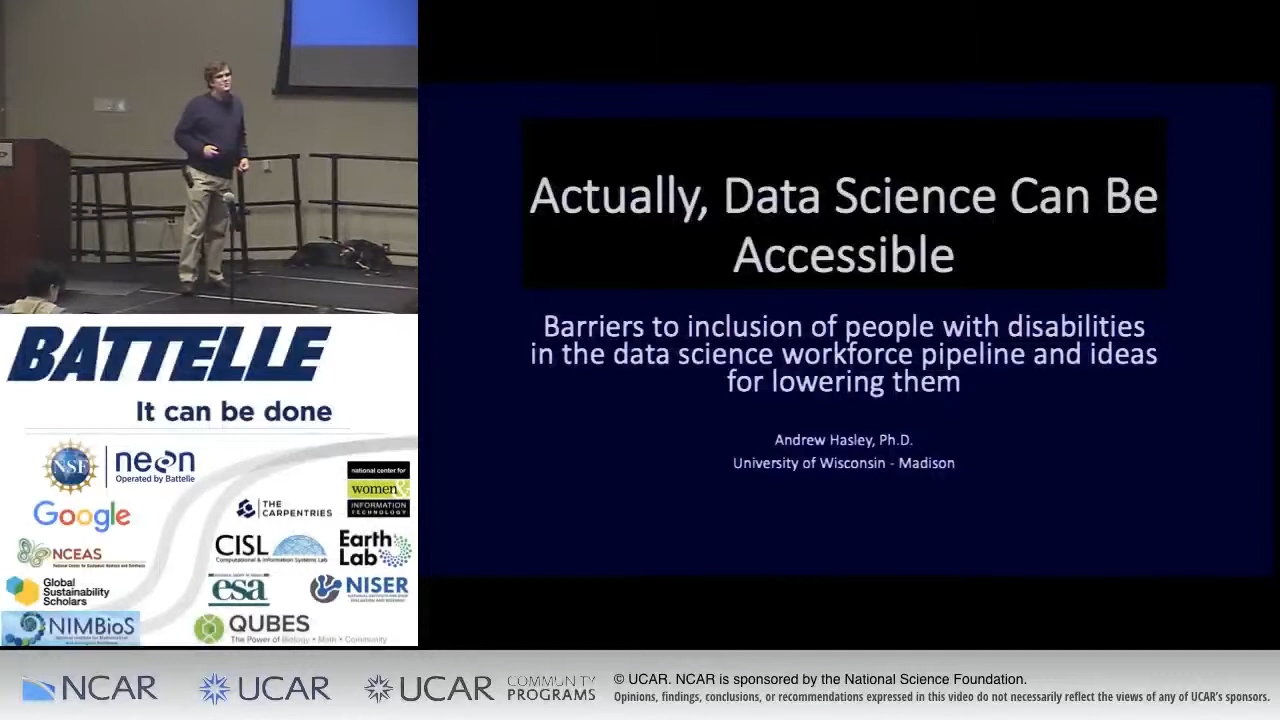 Actually, Data Science Can Be
Accessible
Barriers to inclusion of people with disabilities
in the data science workforce pipeline and ideas
for lowering them
Andrew Hasley, Ph.D.
University of Wisconsin - Madison
BATTELLE
It can be done
NSF
neon
Operated by Battelle
national center for
women&
INFORMATION
TECHNOLOGY
Google
THE
CARPENTRIES
NCEAS
CISL
Computational & Information Systems Lab
Earth
Lab
Global
Sustainability
Scholars
esa
NISER
NIMBioS
QUBES
The Power of Biology • Math • Community
NCAR
UCAR
UCAR
COMMUNITY
PROGRAMS
© UCAR. NCAR is sponsored by the National Science Foundation.
Opinions, findings, conclusions, or recommendations expressed in this video do not necessarily reflect the views of any of UCAR's sponsors.